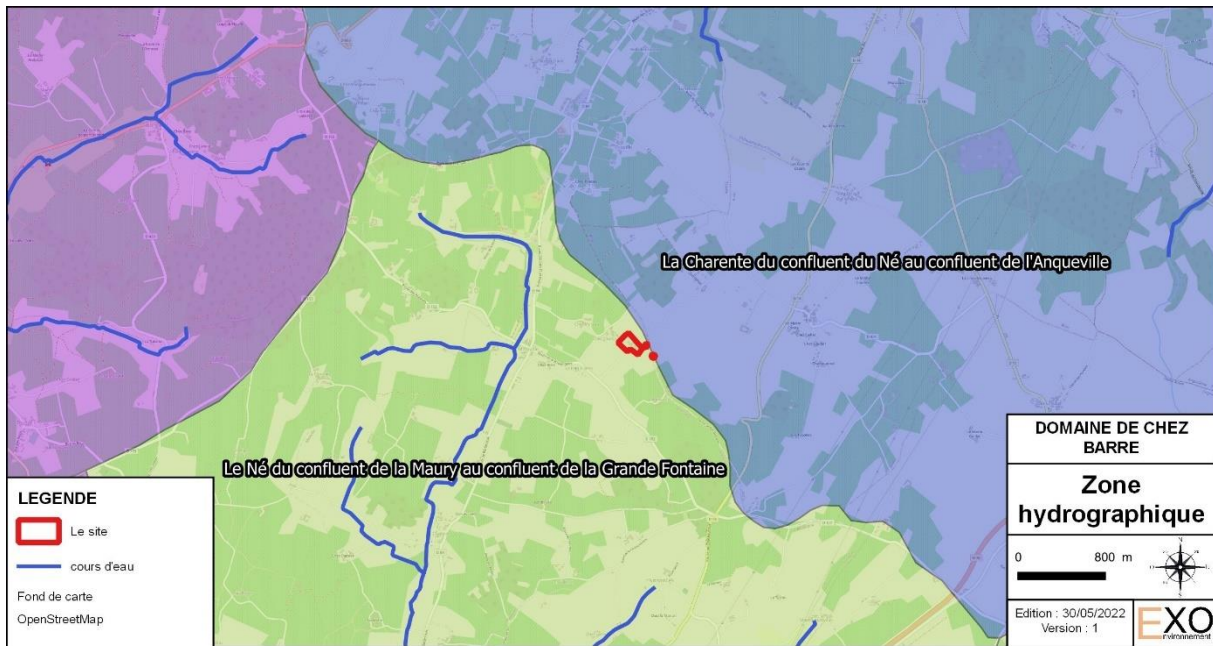 La Charente du confluent du Né au confluent de l'Anqueville
Le Né du confluent de la Maury au confluent de la Grande Fontaine
LEGENDE
Le site
cours d'eau
Fond de carte
OpenStreetMap
DOMAINE DE CHEZ
BARRE
Zone
hydrographique
0 800 m
Edition : 30/05/2022
Version : 1
EXO
nvironnement